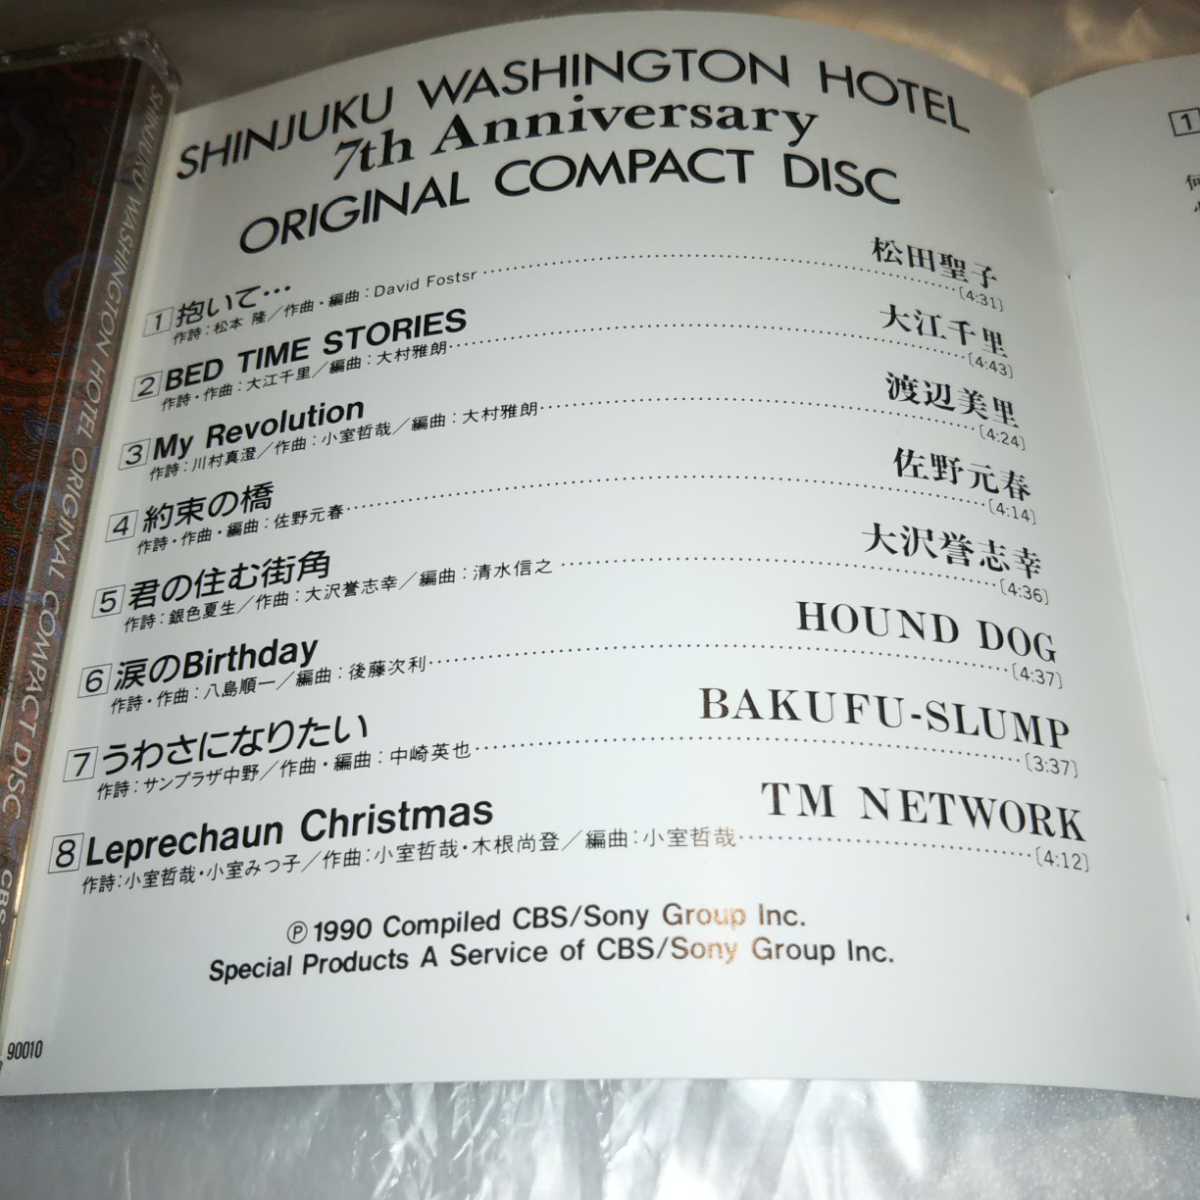 SHINJUKU WASHINGTON HOTEL
7th Anniversary
ORIGINAL COMPACT DISC
1 抱いて… 松田聖子
作詩：松本 隆／作曲・編曲：David Fostsr ………〔4:31〕
2 BED TIME STORIES 大江千里
作詩・作曲：大江千里／編曲：大村雅朗………〔4:43〕
3 My Revolution 渡辺美里
作詩：川村真澄／作曲：小室哲哉／編曲：大村雅朗………〔4:24〕
4 約束の橋 佐野元春
作詩・作曲・編曲：佐野元春………〔4:14〕
5 君の住む街角 大沢誉志幸
作詩：銀色夏生／作曲：大沢誉志幸／編曲：清水信之………〔4:36〕
6 涙のBirthday HOUND DOG
作詩・作曲：八島順一／編曲：後藤次利………〔4:37〕
7 うわさになりたい BAKUFU-SLUMP
作詩：サンプラザ中野／作曲・編曲：中崎英也………〔3:37〕
8 Leprechaun Christmas TM NETWORK
作詩：小室哲哉・小室みつ子／作曲：小室哲哉・木根尚登／編曲：小室哲哉………〔4:12〕
Ⓟ1990 Compiled CBS/Sony Group Inc.
Special Products A Service of CBS/Sony Group Inc.
90010
SHINJUKU WASHINGTON HOTEL ORIGINAL COMPACT DISC CBS
1
何